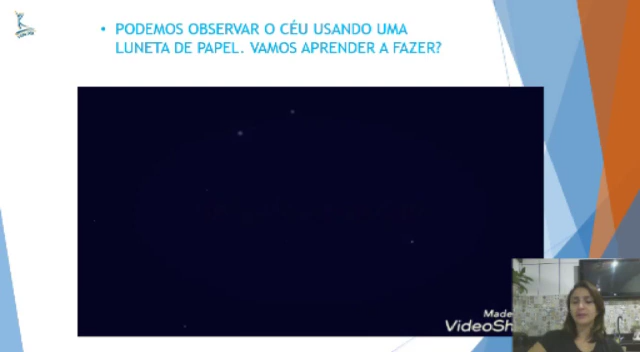 • PODEMOS OBSERVAR O CÉU USANDO UMA
LUNETA DE PAPEL. VAMOS APRENDER A FAZER?
Made
VideoSh